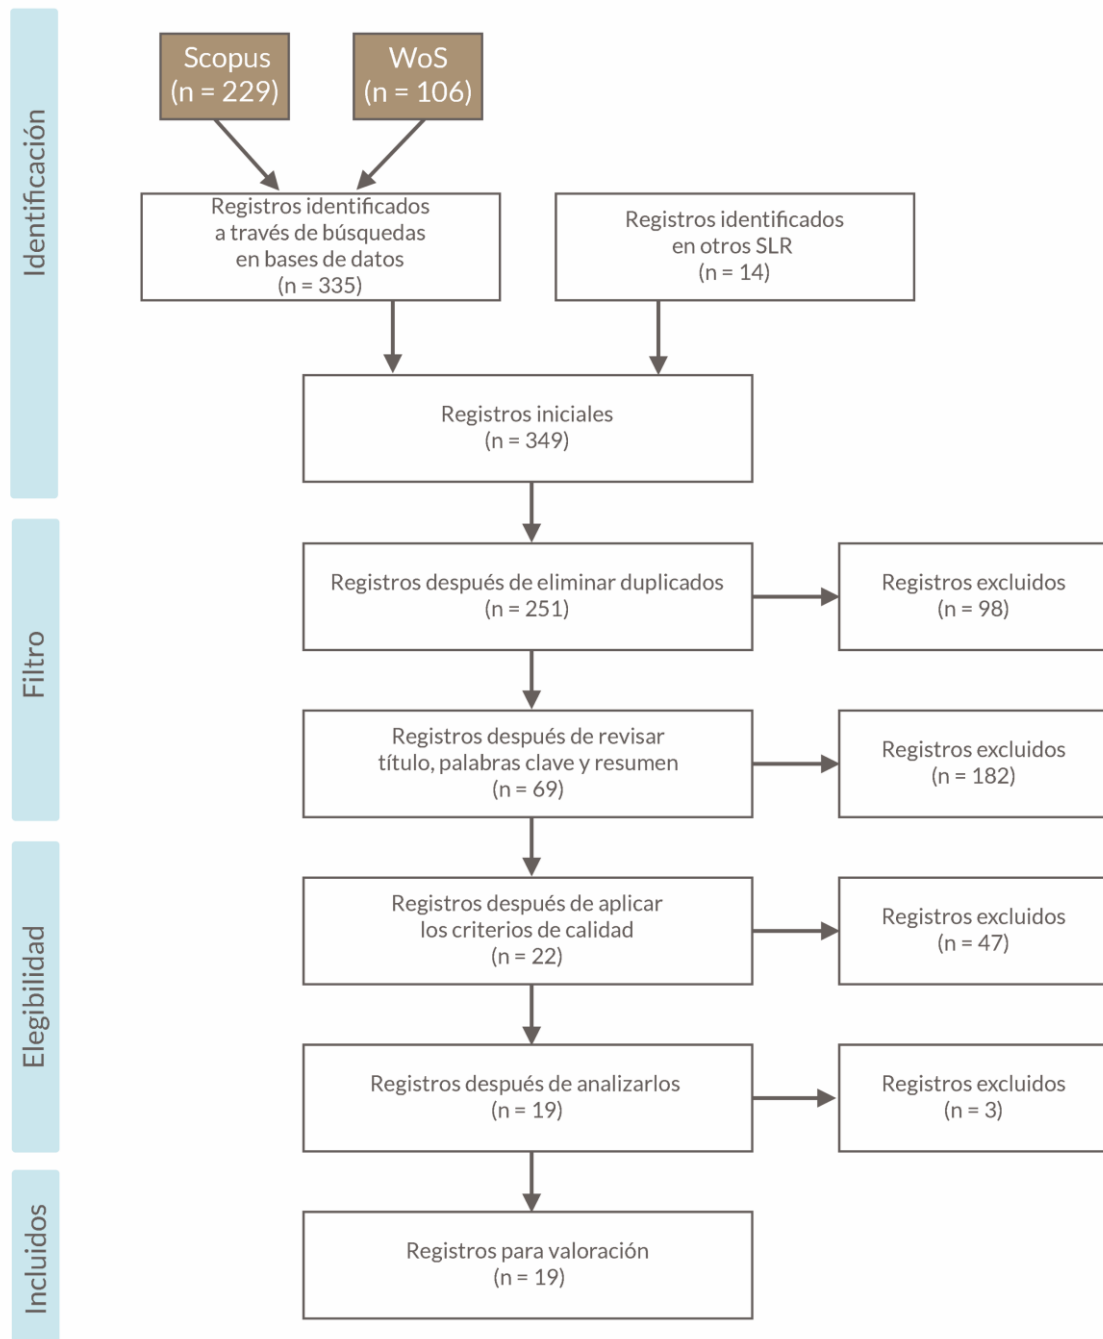 Identificación
Scopus
(n = 229)
WoS
(n = 106)
Registros identificados
a través de búsquedas
en bases de datos
(n = 335)
Registros identificados
en otros SLR
(n = 14)
Registros iniciales
(n = 349)
Filtro
Registros después de eliminar duplicados
(n = 251)
Registros excluidos
(n = 98)
Registros después de revisar
título, palabras clave y resumen
(n = 69)
Registros excluidos
(n = 182)
Elegibilidad
Registros después de aplicar
los criterios de calidad
(n = 22)
Registros excluidos
(n = 47)
Registros después de analizarlos
(n = 19)
Registros excluidos
(n = 3)
Incluidos
Registros para valoración
(n = 19)